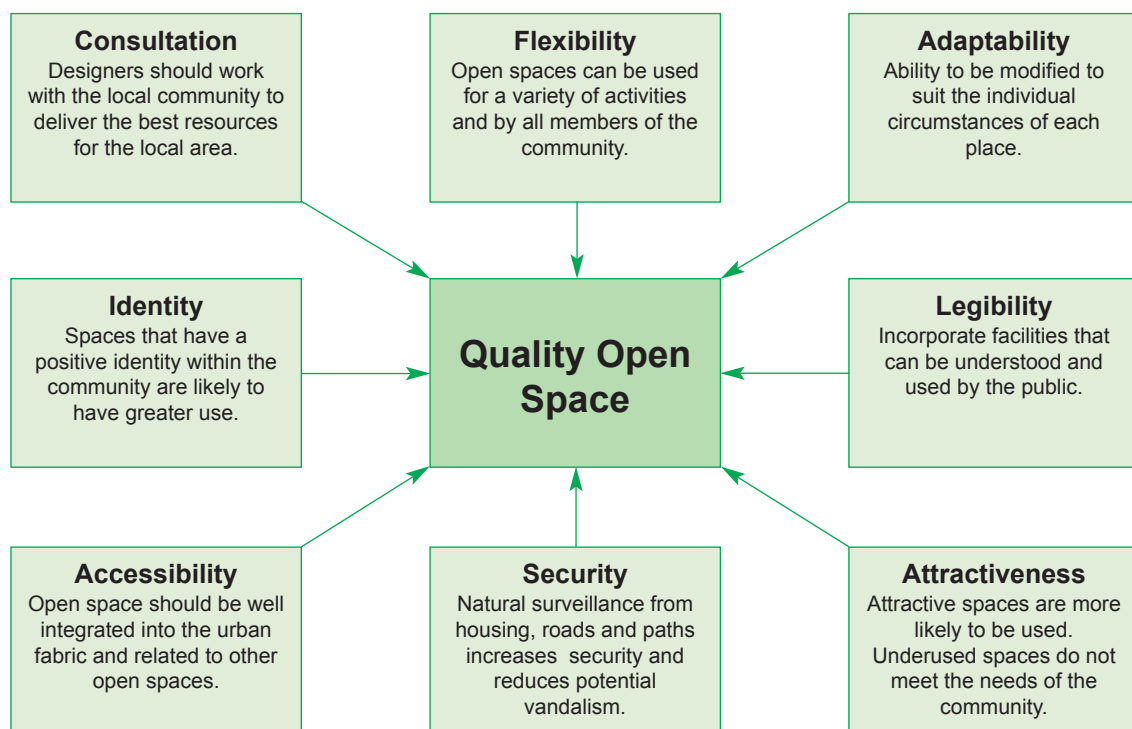 Consultation
Designers should work
with the local community to
deliver the best resources
for the local area.
Flexibility
Open spaces can be used
for a variety of activities
and by all members of the
community.
Adaptability
Ability to be modified to
suit the individual
circumstances of each
place.
Identity
Spaces that have a
positive identity within the
community are likely to
have greater use.
Quality Open
Space
Legibility
Incorporate facilities that
can be understood and
used by the public.
Accessibility
Open space should be well
integrated into the urban
fabric and related to other
open spaces.
Security
Natural surveillance from
housing, roads and paths
increases security and
reduces potential
vandalism.
Attractiveness
Attractive spaces are more
likely to be used.
Underused spaces do not
meet the needs of the
community.